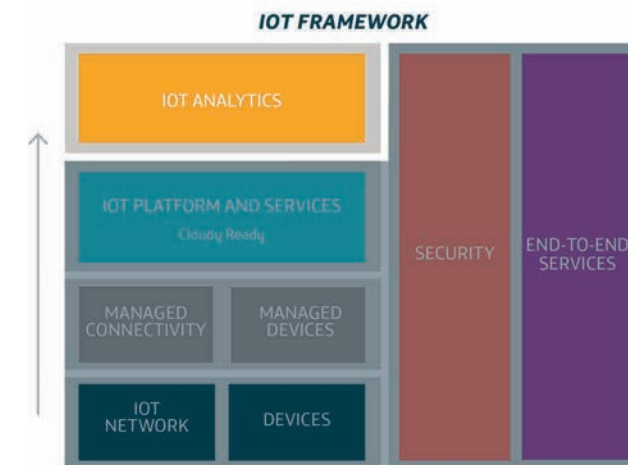 IOT FRAMEWORK
IOT ANALYTICS
IOT PLATFORM AND SERVICES
Cloudy Ready
MANAGED
CONNECTIVITY
MANAGED
DEVICES
IOT
NETWORK
DEVICES
SECURITY
END-TO-END
SERVICES